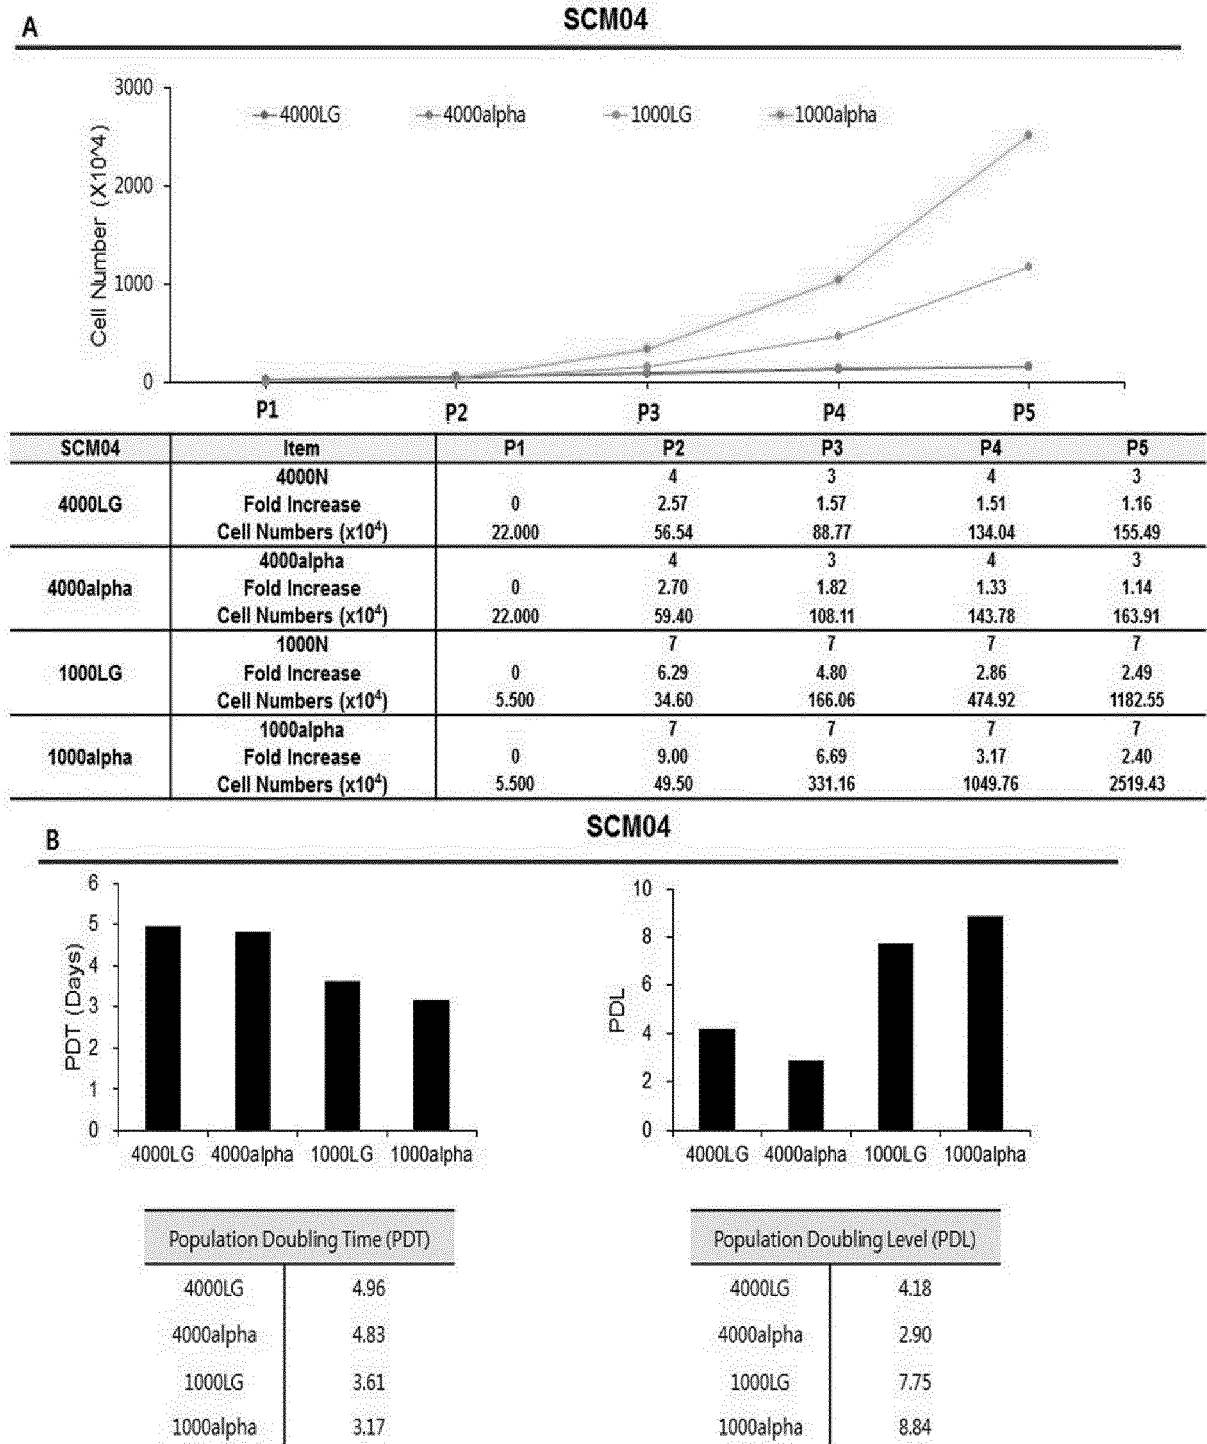 A
SCM04
3000
2000
1000
0
Cell Number (X10^4)
4000LG 4000alpha 1000LG 1000alpha
P1 P2 P3 P4 P5
SCM04 Item P1 P2 P3 P4 P5
4000LG
4000N 4 3 4 3
Fold Increase 0 2.57 1.57 1.51 1.16
Cell Numbers (x10⁴) 22.000 56.54 88.77 134.04 155.49
4000alpha
4000alpha 4 3 4 3
Fold Increase 0 2.70 1.82 1.33 1.14
Cell Numbers (x10⁴) 22.000 59.40 108.11 143.78 163.91
1000LG
1000N 7 7 7 7
Fold Increase 0 6.29 4.80 2.86 2.49
Cell Numbers (x10⁴) 5.500 34.60 166.06 474.92 1182.55
1000alpha
1000alpha 7 7 7 7
Fold Increase 0 9.00 6.69 3.17 2.40
Cell Numbers (x10⁴) 5.500 49.50 331.16 1049.76 2519.43
B
SCM04
6
5
4
3
2
1
0
PDT (Days)
4000LG 4000alpha 1000LG 1000alpha
10
8
6
4
2
0
PDL
4000LG 4000alpha 1000LG 1000alpha
Population Doubling Time (PDT)
4000LG 4.96
4000alpha 4.83
1000LG 3.61
1000alpha 3.17
Population Doubling Level (PDL)
4000LG 4.18
4000alpha 2.90
1000LG 7.75
1000alpha 8.84